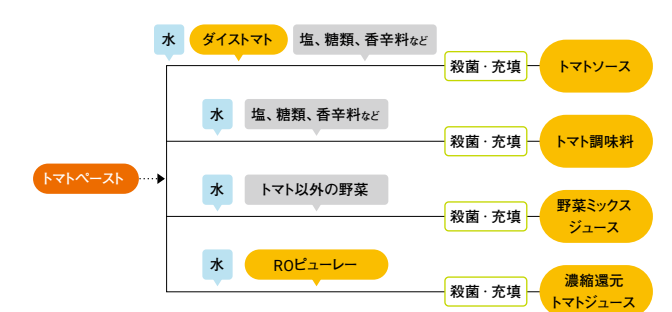 水 ダイストマト 塩、糖類、香辛料など
殺菌・充填 トマトソース
水 塩、糖類、香辛料など
殺菌・充填 トマト調味料
トマトペースト
水 トマト以外の野菜
殺菌・充填 野菜ミックス
ジュース
水 ROピューレー
殺菌・充填 濃縮還元
トマトジュース